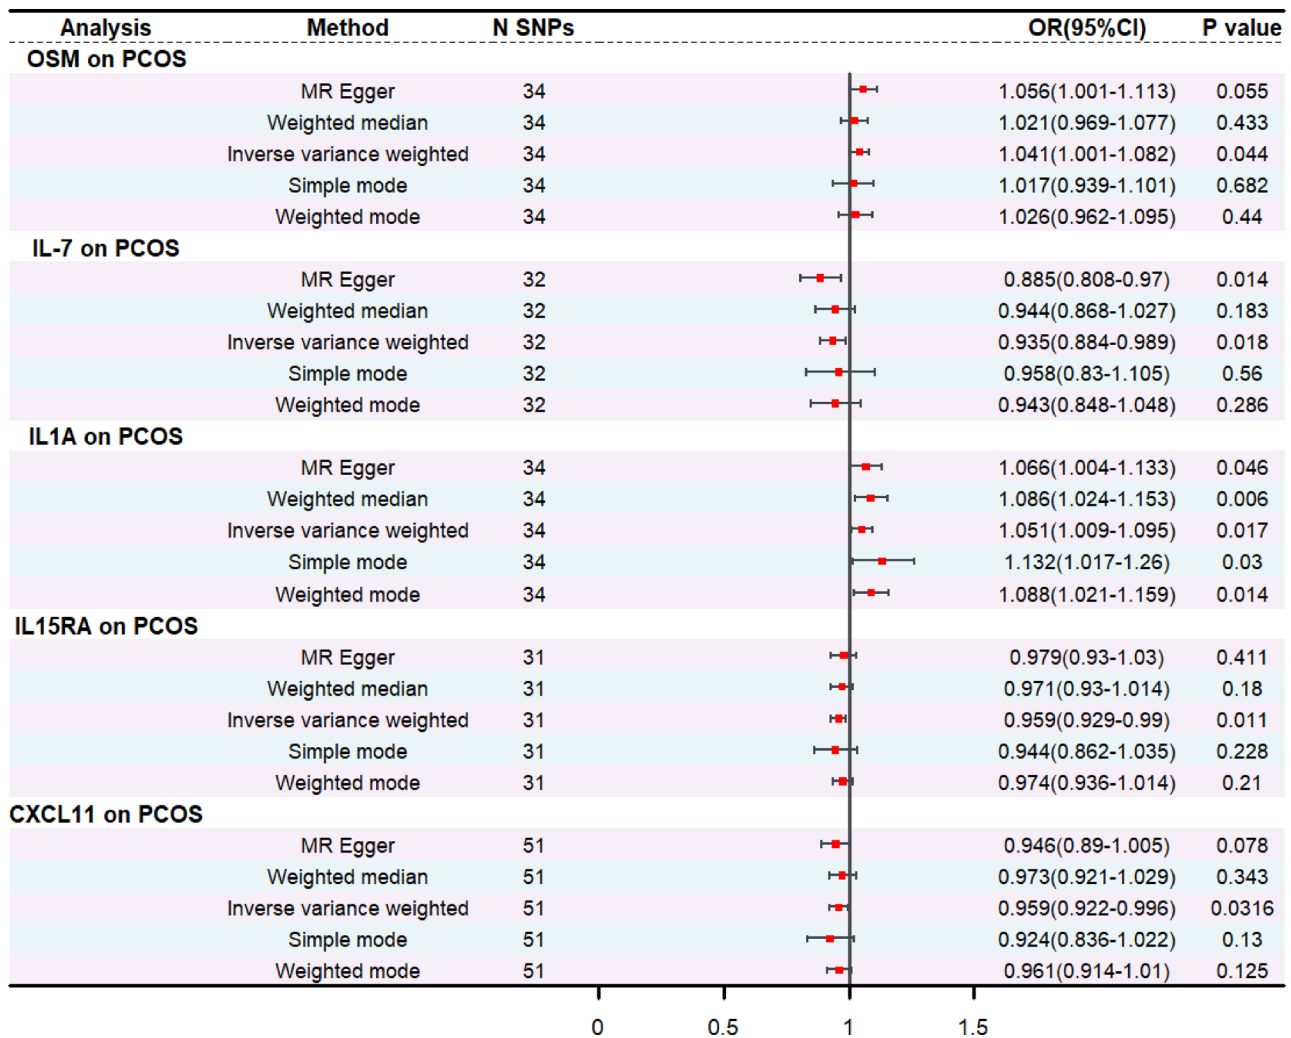 Analysis Method N SNPs OR(95%CI) P value
OSM on PCOS
MR Egger 34 1.056(1.001-1.113) 0.055
Weighted median 34 1.021(0.969-1.077) 0.433
Inverse variance weighted 34 1.041(1.001-1.082) 0.044
Simple mode 34 1.017(0.939-1.101) 0.682
Weighted mode 34 1.026(0.962-1.095) 0.44
IL-7 on PCOS
MR Egger 32 0.885(0.808-0.97) 0.014
Weighted median 32 0.944(0.868-1.027) 0.183
Inverse variance weighted 32 0.935(0.884-0.989) 0.018
Simple mode 32 0.958(0.83-1.105) 0.56
Weighted mode 32 0.943(0.848-1.048) 0.286
IL1A on PCOS
MR Egger 34 1.066(1.004-1.133) 0.046
Weighted median 34 1.086(1.024-1.153) 0.006
Inverse variance weighted 34 1.051(1.009-1.095) 0.017
Simple mode 34 1.132(1.017-1.26) 0.03
Weighted mode 34 1.088(1.021-1.159) 0.014
IL15RA on PCOS
MR Egger 31 0.979(0.93-1.03) 0.411
Weighted median 31 0.971(0.93-1.014) 0.18
Inverse variance weighted 31 0.959(0.929-0.99) 0.011
Simple mode 31 0.944(0.862-1.035) 0.228
Weighted mode 31 0.974(0.936-1.014) 0.21
CXCL11 on PCOS
MR Egger 51 0.946(0.89-1.005) 0.078
Weighted median 51 0.973(0.921-1.029) 0.343
Inverse variance weighted 51 0.959(0.922-0.996) 0.0316
Simple mode 51 0.924(0.836-1.022) 0.13
Weighted mode 51 0.961(0.914-1.01) 0.125
0 0.5 1 1.5